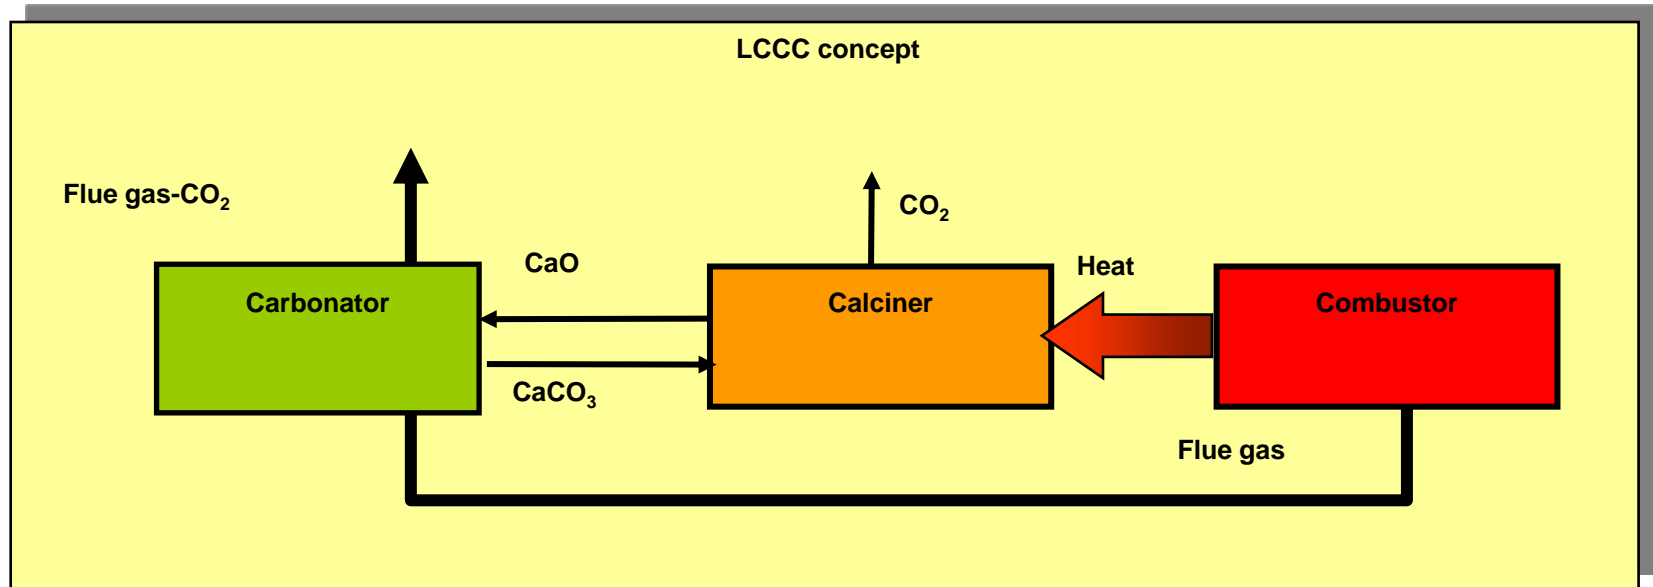 LCCC concept
Flue gas-CO₂
CO₂
CaO
Heat
Carbonator
Calciner
Combustor
CaCO₃
Flue gas